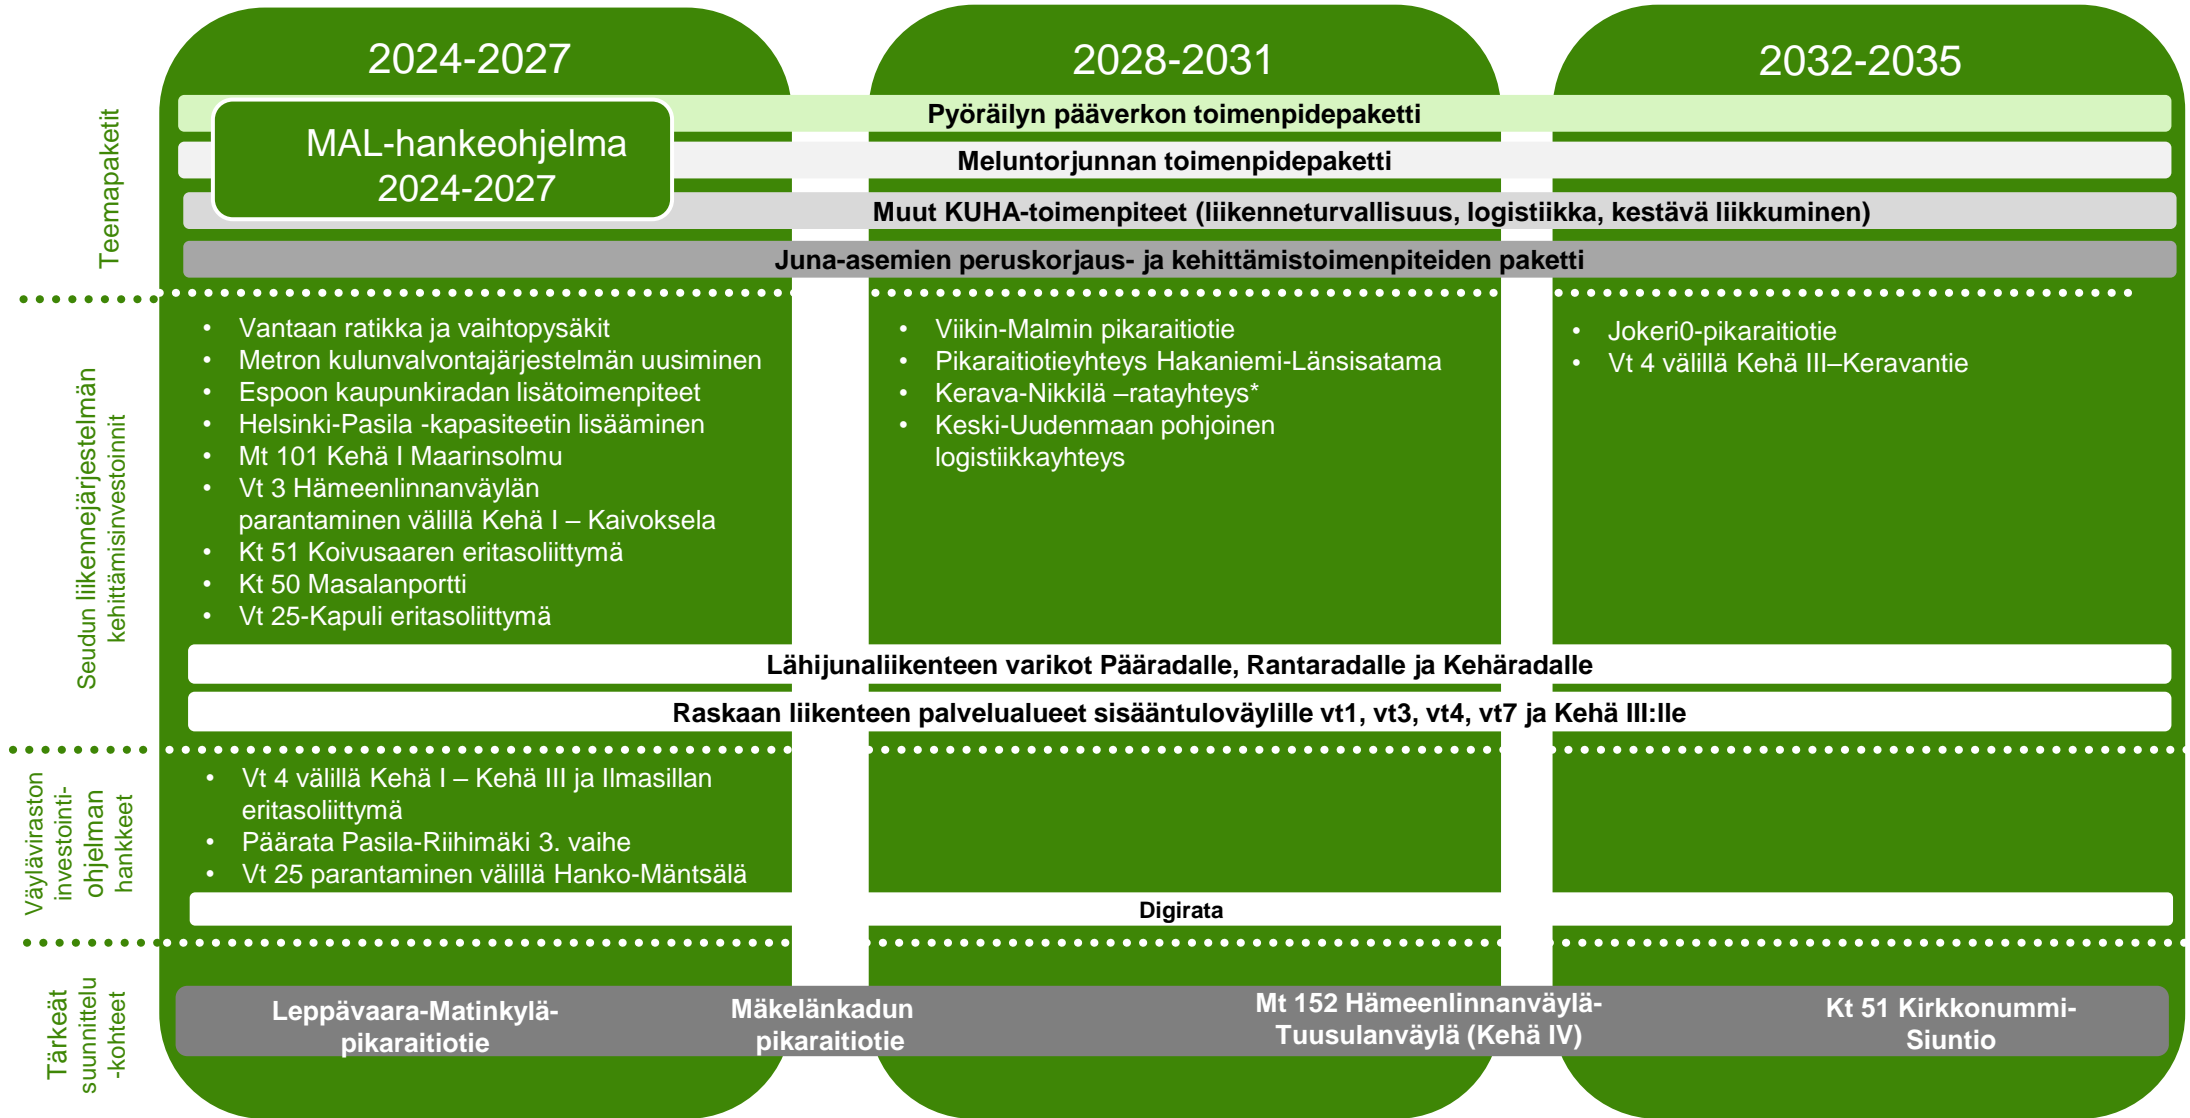 2024-2027
2028-2031
2032-2035
Teemapaketit
MAL-hankeohjelma
2024-2027
Pyöräilyn pääverkon toimenpidepaketti
Meluntorjunnan toimenpidepaketti
Muut KUHA-toimenpiteet (liikenneturvallisuus, logistiikka, kestävä liikkuminen)
Juna-asemien peruskorjaus- ja kehittämistoimenpiteiden paketti
Seudun liikennejärjestelmän
kehittämisinvestoinnit
• Vantaan ratikka ja vaihtopysäkit
• Metron kulunvalvontajärjestelmän uusiminen
• Espoon kaupunkiradan lisätoimenpiteet
• Helsinki-Pasila -kapasiteetin lisääminen
• Mt 101 Kehä I Maarinsolmu
• Vt 3 Hämeenlinnanväylän
parantaminen välillä Kehä I – Kaivoksela
• Kt 51 Koivusaaren eritasoliittymä
• Kt 50 Masalanportti
• Vt 25-Kapuli eritasoliittymä
• Viikin-Malmin pikaraitiotie
• Pikaraitiotieyhteys Hakaniemi-Länsisatama
• Kerava-Nikkilä –ratayhteys*
• Keski-Uudenmaan pohjoinen
logistiikkayhteys
• Jokeri0-pikaraitiotie
• Vt 4 välillä Kehä III–Keravantie
Lähijunaliikenteen varikot Pääradalle, Rantaradalle ja Kehäradalle
Raskaan liikenteen palvelualueet sisääntuloväylille vt1, vt3, vt4, vt7 ja Kehä III:lle
Väyläviraston
investointi-
ohjelman
hankkeet
• Vt 4 välillä Kehä I – Kehä III ja Ilmasillan
eritasoliittymä
• Päärata Pasila-Riihimäki 3. vaihe
• Vt 25 parantaminen välillä Hanko-Mäntsälä
Digirata
Tärkeät
suunnittelu
-kohteet
Leppävaara-Matinkylä-
pikaraitiotie
Mäkelänkadun
pikaraitiotie
Mt 152 Hämeenlinnanväylä-
Tuusulanväylä (Kehä IV)
Kt 51 Kirkkonummi-
Siuntio